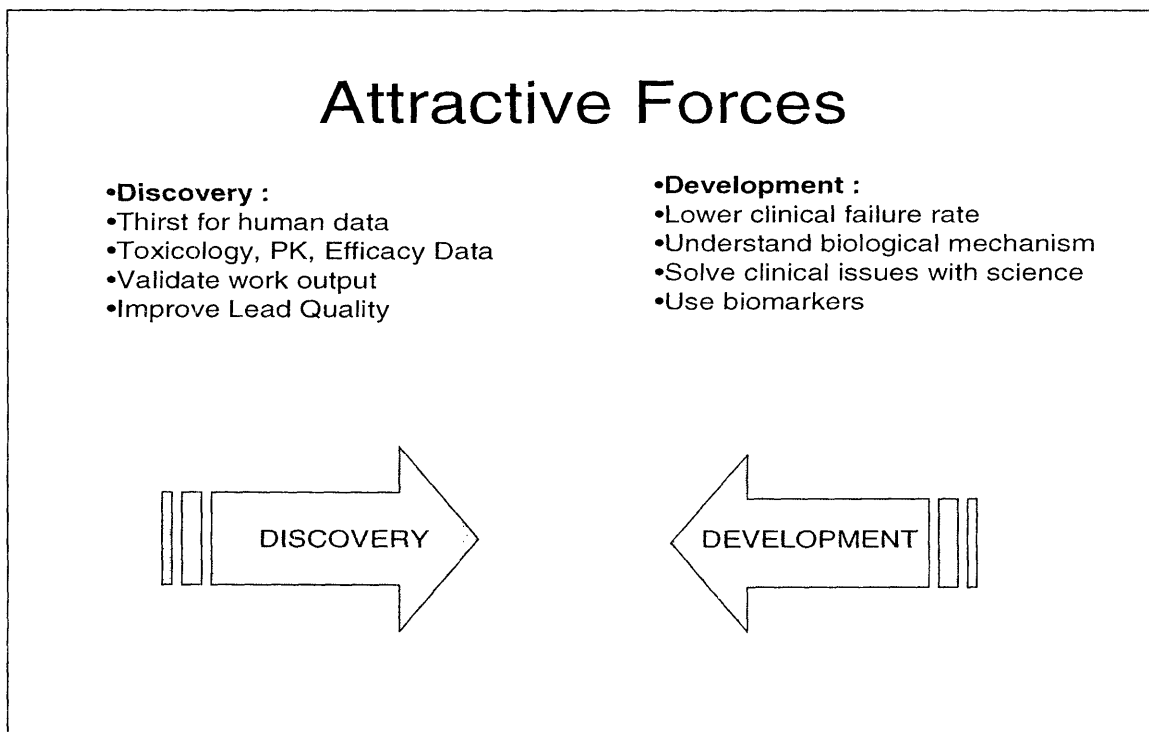 Attractive Forces
•Discovery :
•Thirst for human data
•Toxicology, PK, Efficacy Data
•Validate work output
•Improve Lead Quality
•Development :
•Lower clinical failure rate
•Understand biological mechanism
•Solve clinical issues with science
•Use biomarkers
DISCOVERY
DEVELOPMENT